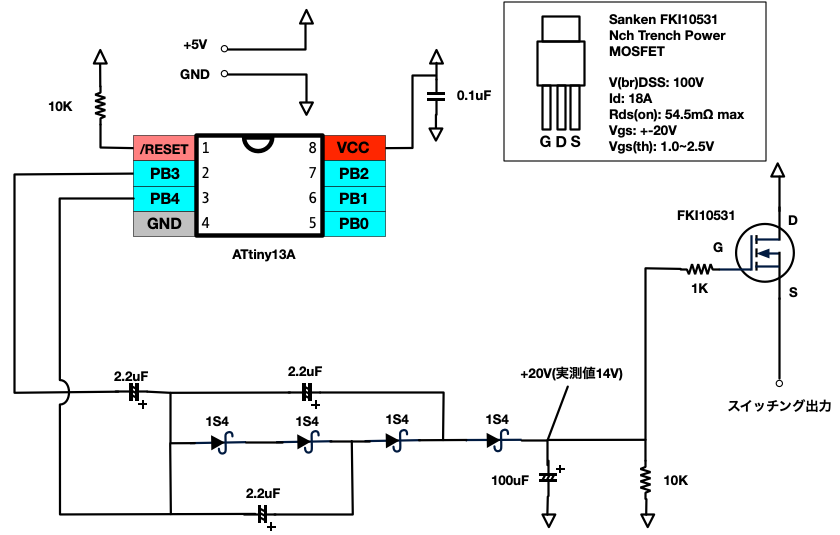 Sanken FKI10531
Nch Trench Power
MOSFET
V(br)DSS: 100V
Id: 18A
Rds(on): 54.5mΩ max
Vgs: +-20V
Vgs(th): 1.0~2.5V
G D S
+5V
GND
10K
0.1uF
/RESET 1 8 VCC
PB3 2 7 PB2
PB4 3 6 PB1
GND 4 5 PB0
ATtiny13A
FKI10531
D
G
S
1K
スイッチング出力
2.2uF
+
2.2uF
+
+20V(実測値14V)
1S4
1S4
1S4
1S4
100uF
+
10K
2.2uF
+